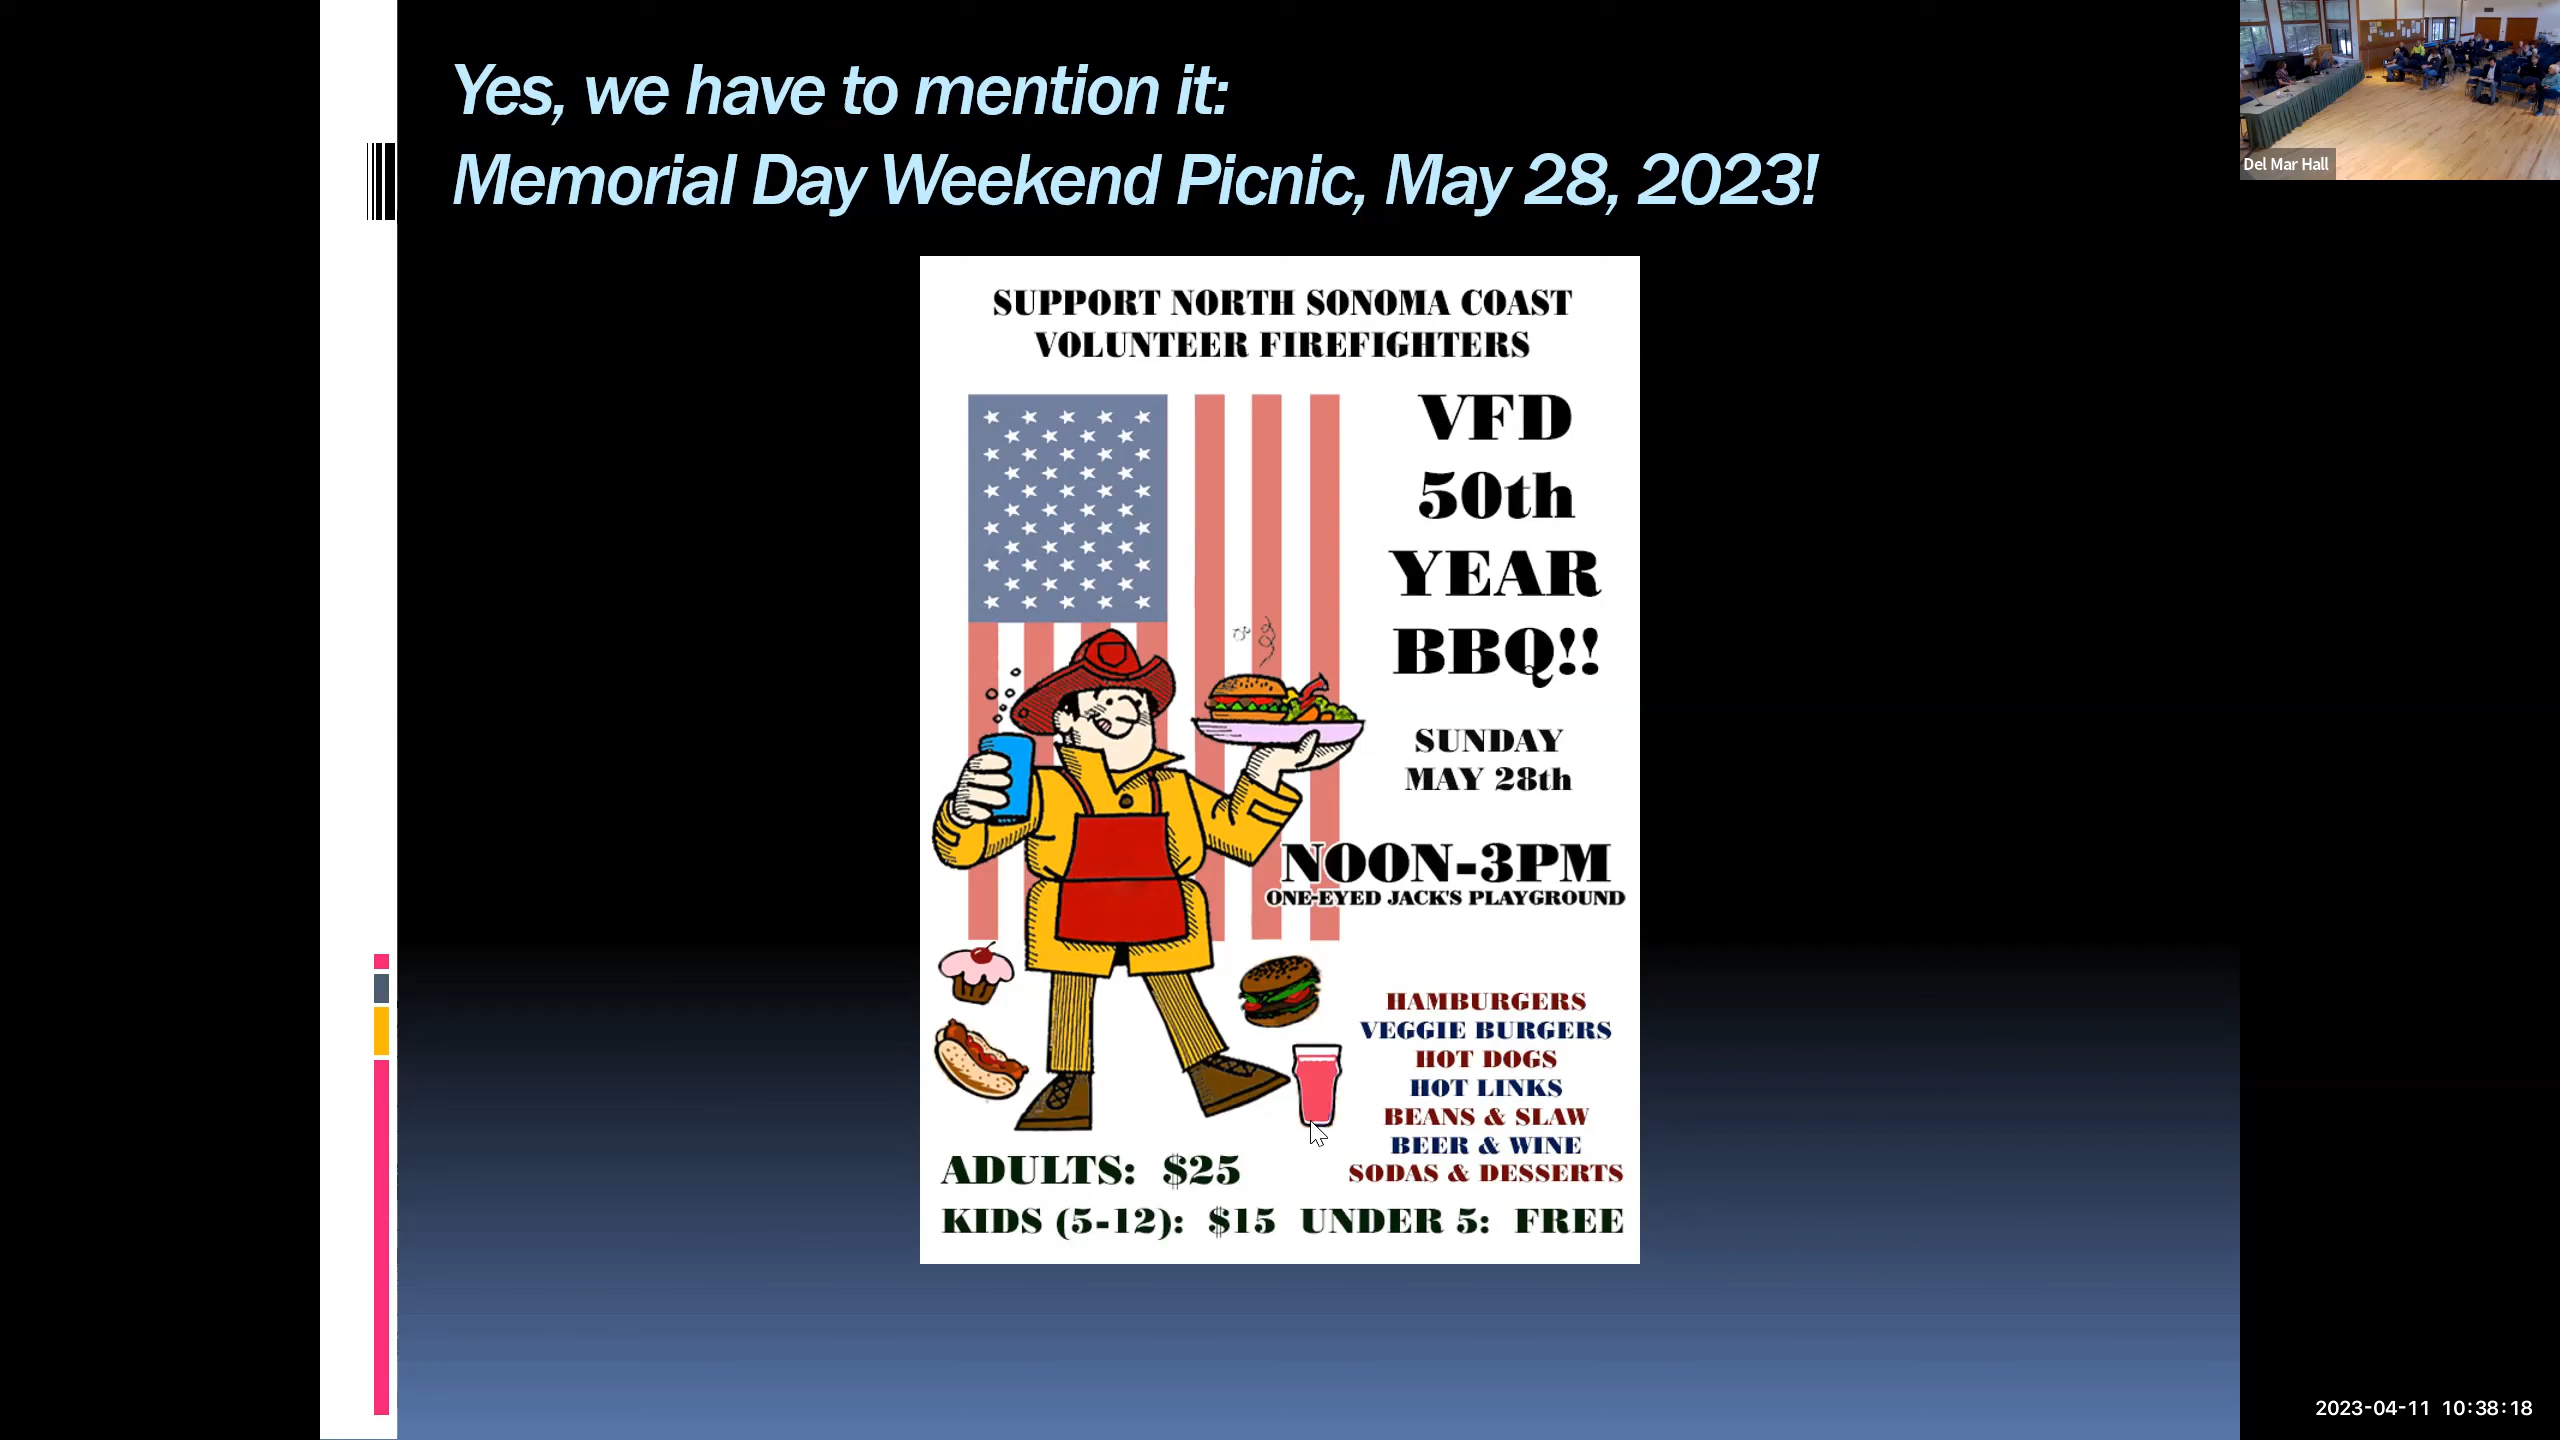 Yes, we have to mention it:
Memorial Day Weekend Picnic, May 28, 2023!
Del Mar Hall
SUPPORT NORTH SONOMA COAST
VOLUNTEER FIREFIGHTERS
VFD
50th
YEAR
BBQ!!
SUNDAY
MAY 28th
NOON-3PM
ONE-EYED JACK'S PLAYGROUND
HAMBURGERS
VEGGIE BURGERS
HOT DOGS
HOT LINKS
BEANS & SLAW
BEER & WINE
SODAS & DESSERTS
ADULTS: $25
KIDS (5-12): $15 UNDER 5: FREE
2023-04-11 10:38:18